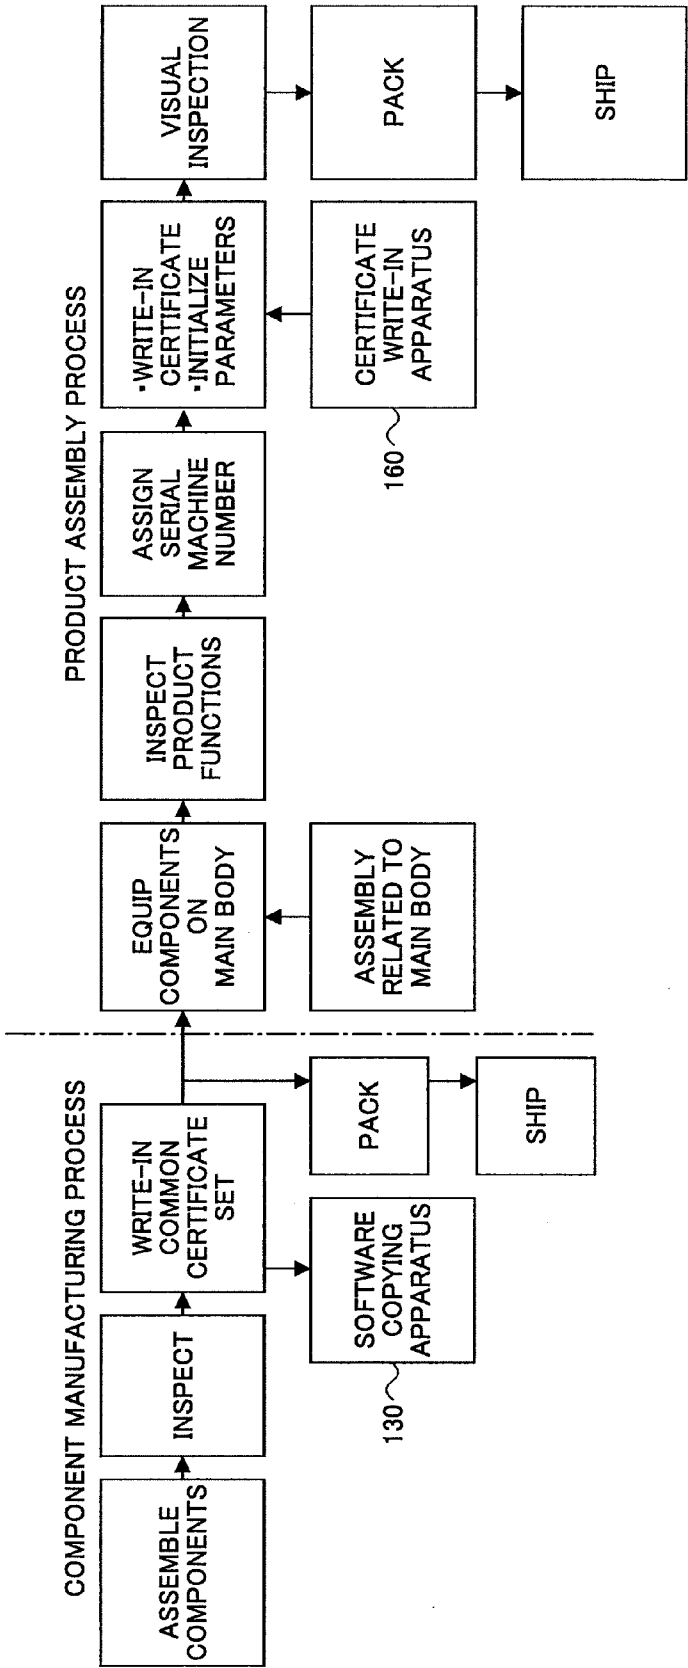 COMPONENT MANUFACTURING PROCESS
ASSEMBLE
COMPONENTS
INSPECT
WRITE-IN
COMMON
CERTIFICATE
SET
SOFTWARE
COPYING
APPARATUS
130
PACK
SHIP
PRODUCT ASSEMBLY PROCESS
EQUIP
COMPONENTS
ON
MAIN BODY
ASSEMBLY
RELATED TO
MAIN BODY
INSPECT
PRODUCT
FUNCTIONS
ASSIGN
SERIAL
MACHINE
NUMBER
・WRITE-IN
CERTIFICATE
・INITIALIZE
PARAMETERS
CERTIFICATE
WRITE-IN
APPARATUS
160
VISUAL
INSPECTION
PACK
SHIP